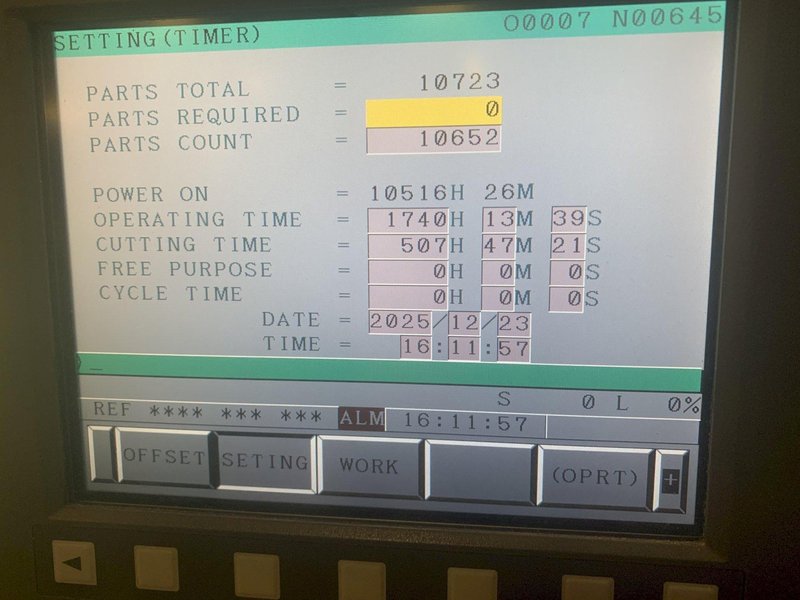 SETTING(TIMER) O0007 N00645
PARTS TOTAL = 10723
PARTS REQUIRED = 0
PARTS COUNT = 10652
POWER ON = 10516H 26M
OPERATING TIME = 1740H 13M 39S
CUTTING TIME = 507H 47M 21S
FREE PURPOSE = 0H 0M 0S
CYCLE TIME = 0H 0M 0S
DATE = 2025/12/23
TIME = 16:11:57
>_
S 0 L 0%
REF **** *** *** ALM 16:11:57
OFFSET SETING WORK (OPRT) +